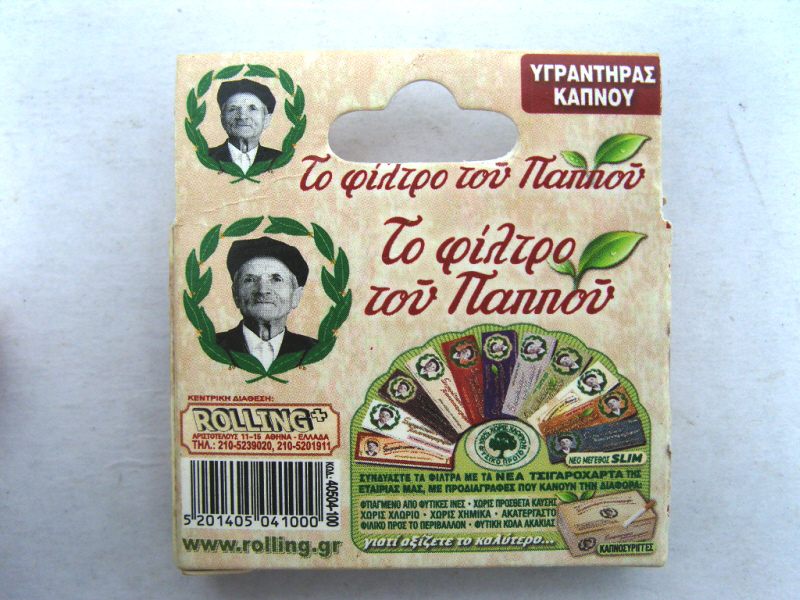 ΥΓΡΑΝΤΗΡΑΣ
ΚΑΠΝΟΥ
Το φίλτρο τοῦ Παπποῦ
Το φίλτρο
τοῦ Παπποῦ
ΚΕΝΤΡΙΚΗ ΔΙΑΘΕΣΗ:
ROLLING+
ΑΡΙΣΤΟΤΕΛΟΥΣ 11-15 ΑΘΗΝΑ - ΕΛΛΑΔΑ
ΤΗΛ.: 210-5239020, 210-5201911
ΚΩΔ.: 40504-100
5 201405 041000
www.rolling.gr
ΝΕΟ ΜΕΓΕΘΟΣ SLIM
ΣΥΝΔΥΑΣΤΕ ΤΑ ΦΙΛΤΡΑ ΜΕ ΤΑ ΝΕΑ ΤΣΙΓΑΡΟΧΑΡΤΑ ΤΗΣ
ΕΤΑΙΡΙΑΣ ΜΑΣ, ΜΕ ΠΡΟΔΙΑΓΡΑΦΕΣ ΠΟΥ ΚΑΝΟΥΝ ΤΗΝ ΔΙΑΦΟΡΑ:
ΦΤΙΑΓΜΕΝΟ ΑΠΟ ΦΥΤΙΚΕΣ ΙΝΕΣ · ΧΩΡΙΣ ΠΡΟΣΘΕΤΑ ΚΑΥΣΗΣ
ΧΩΡΙΣ ΧΛΩΡΙΟ · ΧΩΡΙΣ ΧΗΜΙΚΑ · ΑΚΑΤΕΡΓΑΣΤΟ
ΦΙΛΙΚΟ ΠΡΟΣ ΤΟ ΠΕΡΙΒΑΛΛΟΝ · ΦΥΤΙΚΗ ΚΟΛΑ ΑΚΑΚΙΑΣ
γιατί αξίζετε το καλύτερο...
ΚΑΠΝΟΣΥΡΙΓΓΕΣ